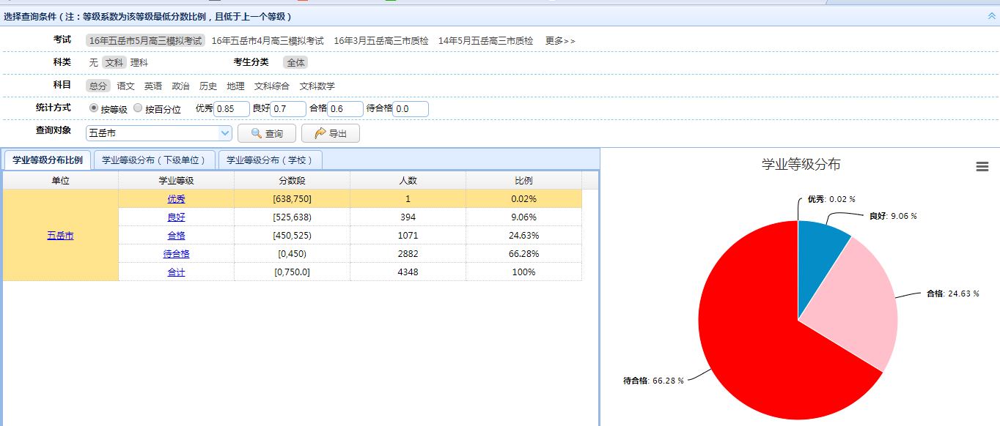 选择查询条件（注：等级系数为该等级最低分数比例，且低于上一个等级）
考试 16年五岳市5月高三模拟考试 16年五岳市4月高三模拟考试 16年3月五岳高三市质检 14年5月五岳高三市质检 更多>>
科类 无 文科 理科 考生分类 全体
科目 总分 语文 英语 政治 历史 地理 文科综合 文科数学
统计方式 按等级 按百分位 优秀 0.85 良好 0.7 合格 0.6 待合格 0.0
查询对象 五岳市 查询 导出
学业等级分布比例 学业等级分布（下级单位） 学业等级分布（学校）
单位 学业等级 分数段 人数 比例
优秀 [638,750] 1 0.02%
良好 [525,638) 394 9.06%
五岳市 合格 [450,525) 1071 24.63%
待合格 [0,450) 2882 66.28%
合计 [0,750.0] 4348 100%
学业等级分布
优秀: 0.02 %
良好: 9.06 %
合格: 24.63 %
待合格: 66.28 %